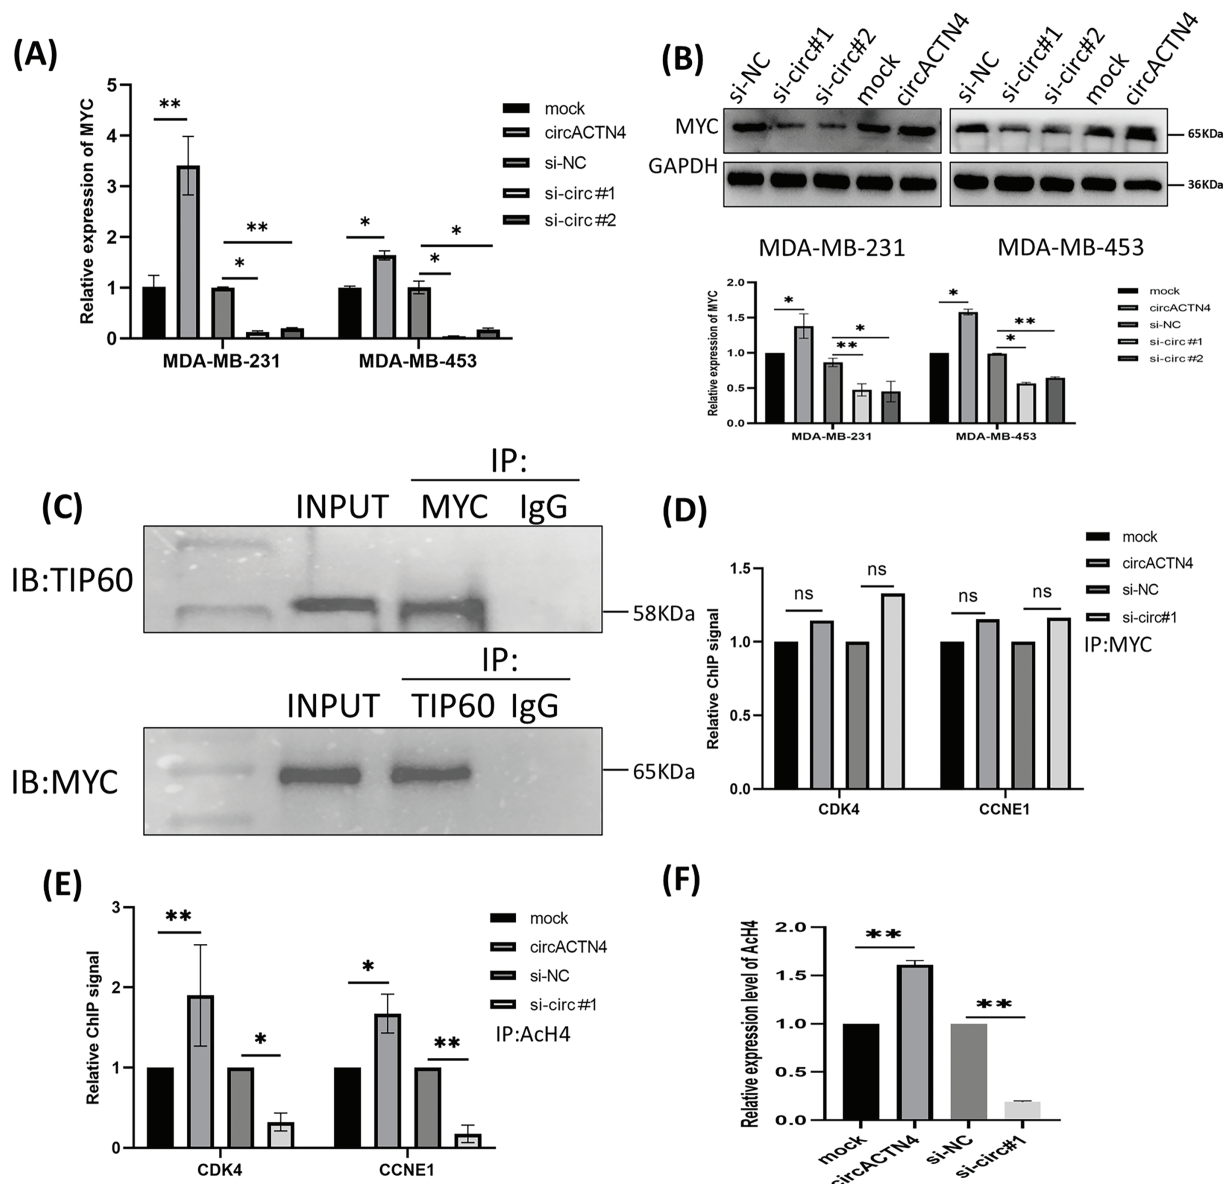 (A)
Relative expression of MYC
5
4
3
2
1
0
**
*
**
*
*
*
MDA-MB-231
MDA-MB-453
mock
circACTN4
si-NC
si-circ #1
si-circ #2
(B)
si-NC
si-circ#1
si-circ#2
mock
circACTN4
si-NC
si-circ#1
si-circ#2
mock
circACTN4
MYC
65KDa
GAPDH
36KDa
MDA-MB-231
MDA-MB-453
Relative expression of MYC
2.0
1.5
1.0
0.5
0.0
*
**
*
*
*
**
MDA-MB-231
MDA-MB-453
mock
circACTN4
si-NC
si-circ #1
si-circ #2
(C)
IP:
INPUT MYC IgG
IB:TIP60
58KDa
IP:
INPUT TIP60 IgG
IB:MYC
65KDa
(D)
Relative ChIP signal
1.5
1.0
0.5
0.0
ns
ns
ns
ns
CDK4
CCNE1
mock
circACTN4
si-NC
si-circ#1
IP:MYC
(E)
Relative ChIP signal
3
2
1
0
**
*
*
**
CDK4
CCNE1
mock
circACTN4
si-NC
si-circ #1
IP:AcH4
(F)
Relative expression level of AcH4
2.0
1.5
1.0
0.5
0.0
**
**
mock
circACTN4
si-NC
si-circ#1